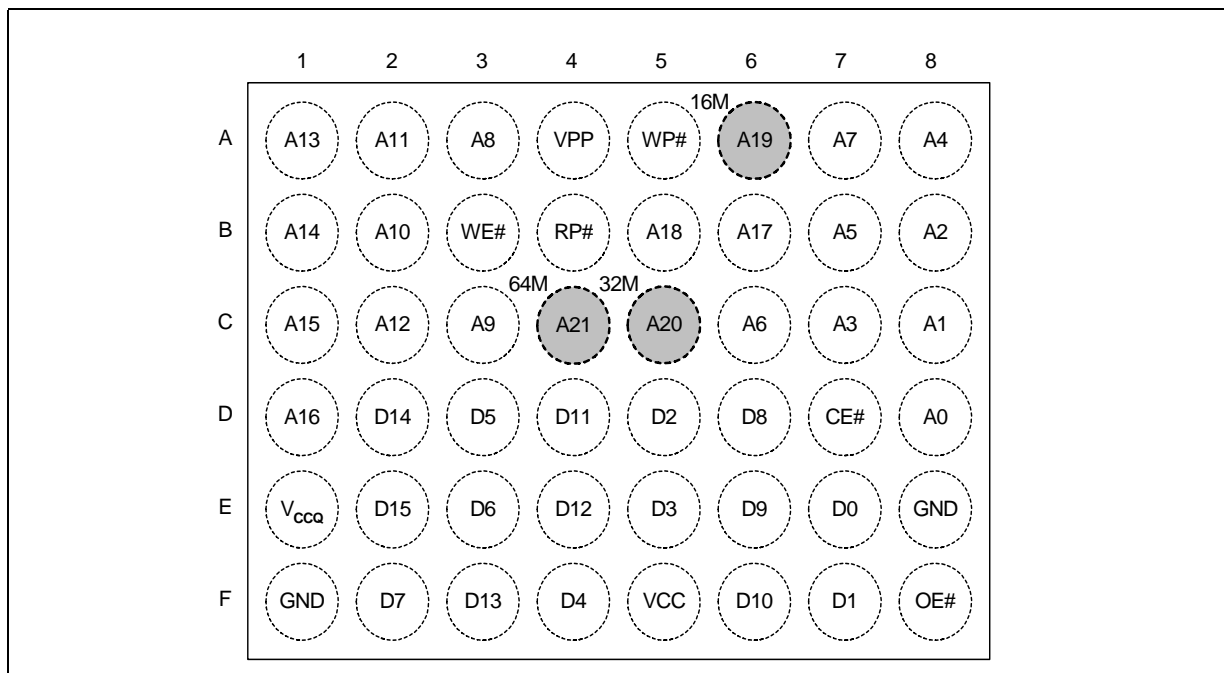 1 2 3 4 5 6 7 8
16M
A A13 A11 A8 VPP WP# A19 A7 A4
B A14 A10 WE# RP# A18 A17 A5 A2
64M 32M
C A15 A12 A9 A21 A20 A6 A3 A1
D A16 D14 D5 D11 D2 D8 CE# A0
E VCCQ D15 D6 D12 D3 D9 D0 GND
F GND D7 D13 D4 VCC D10 D1 OE#